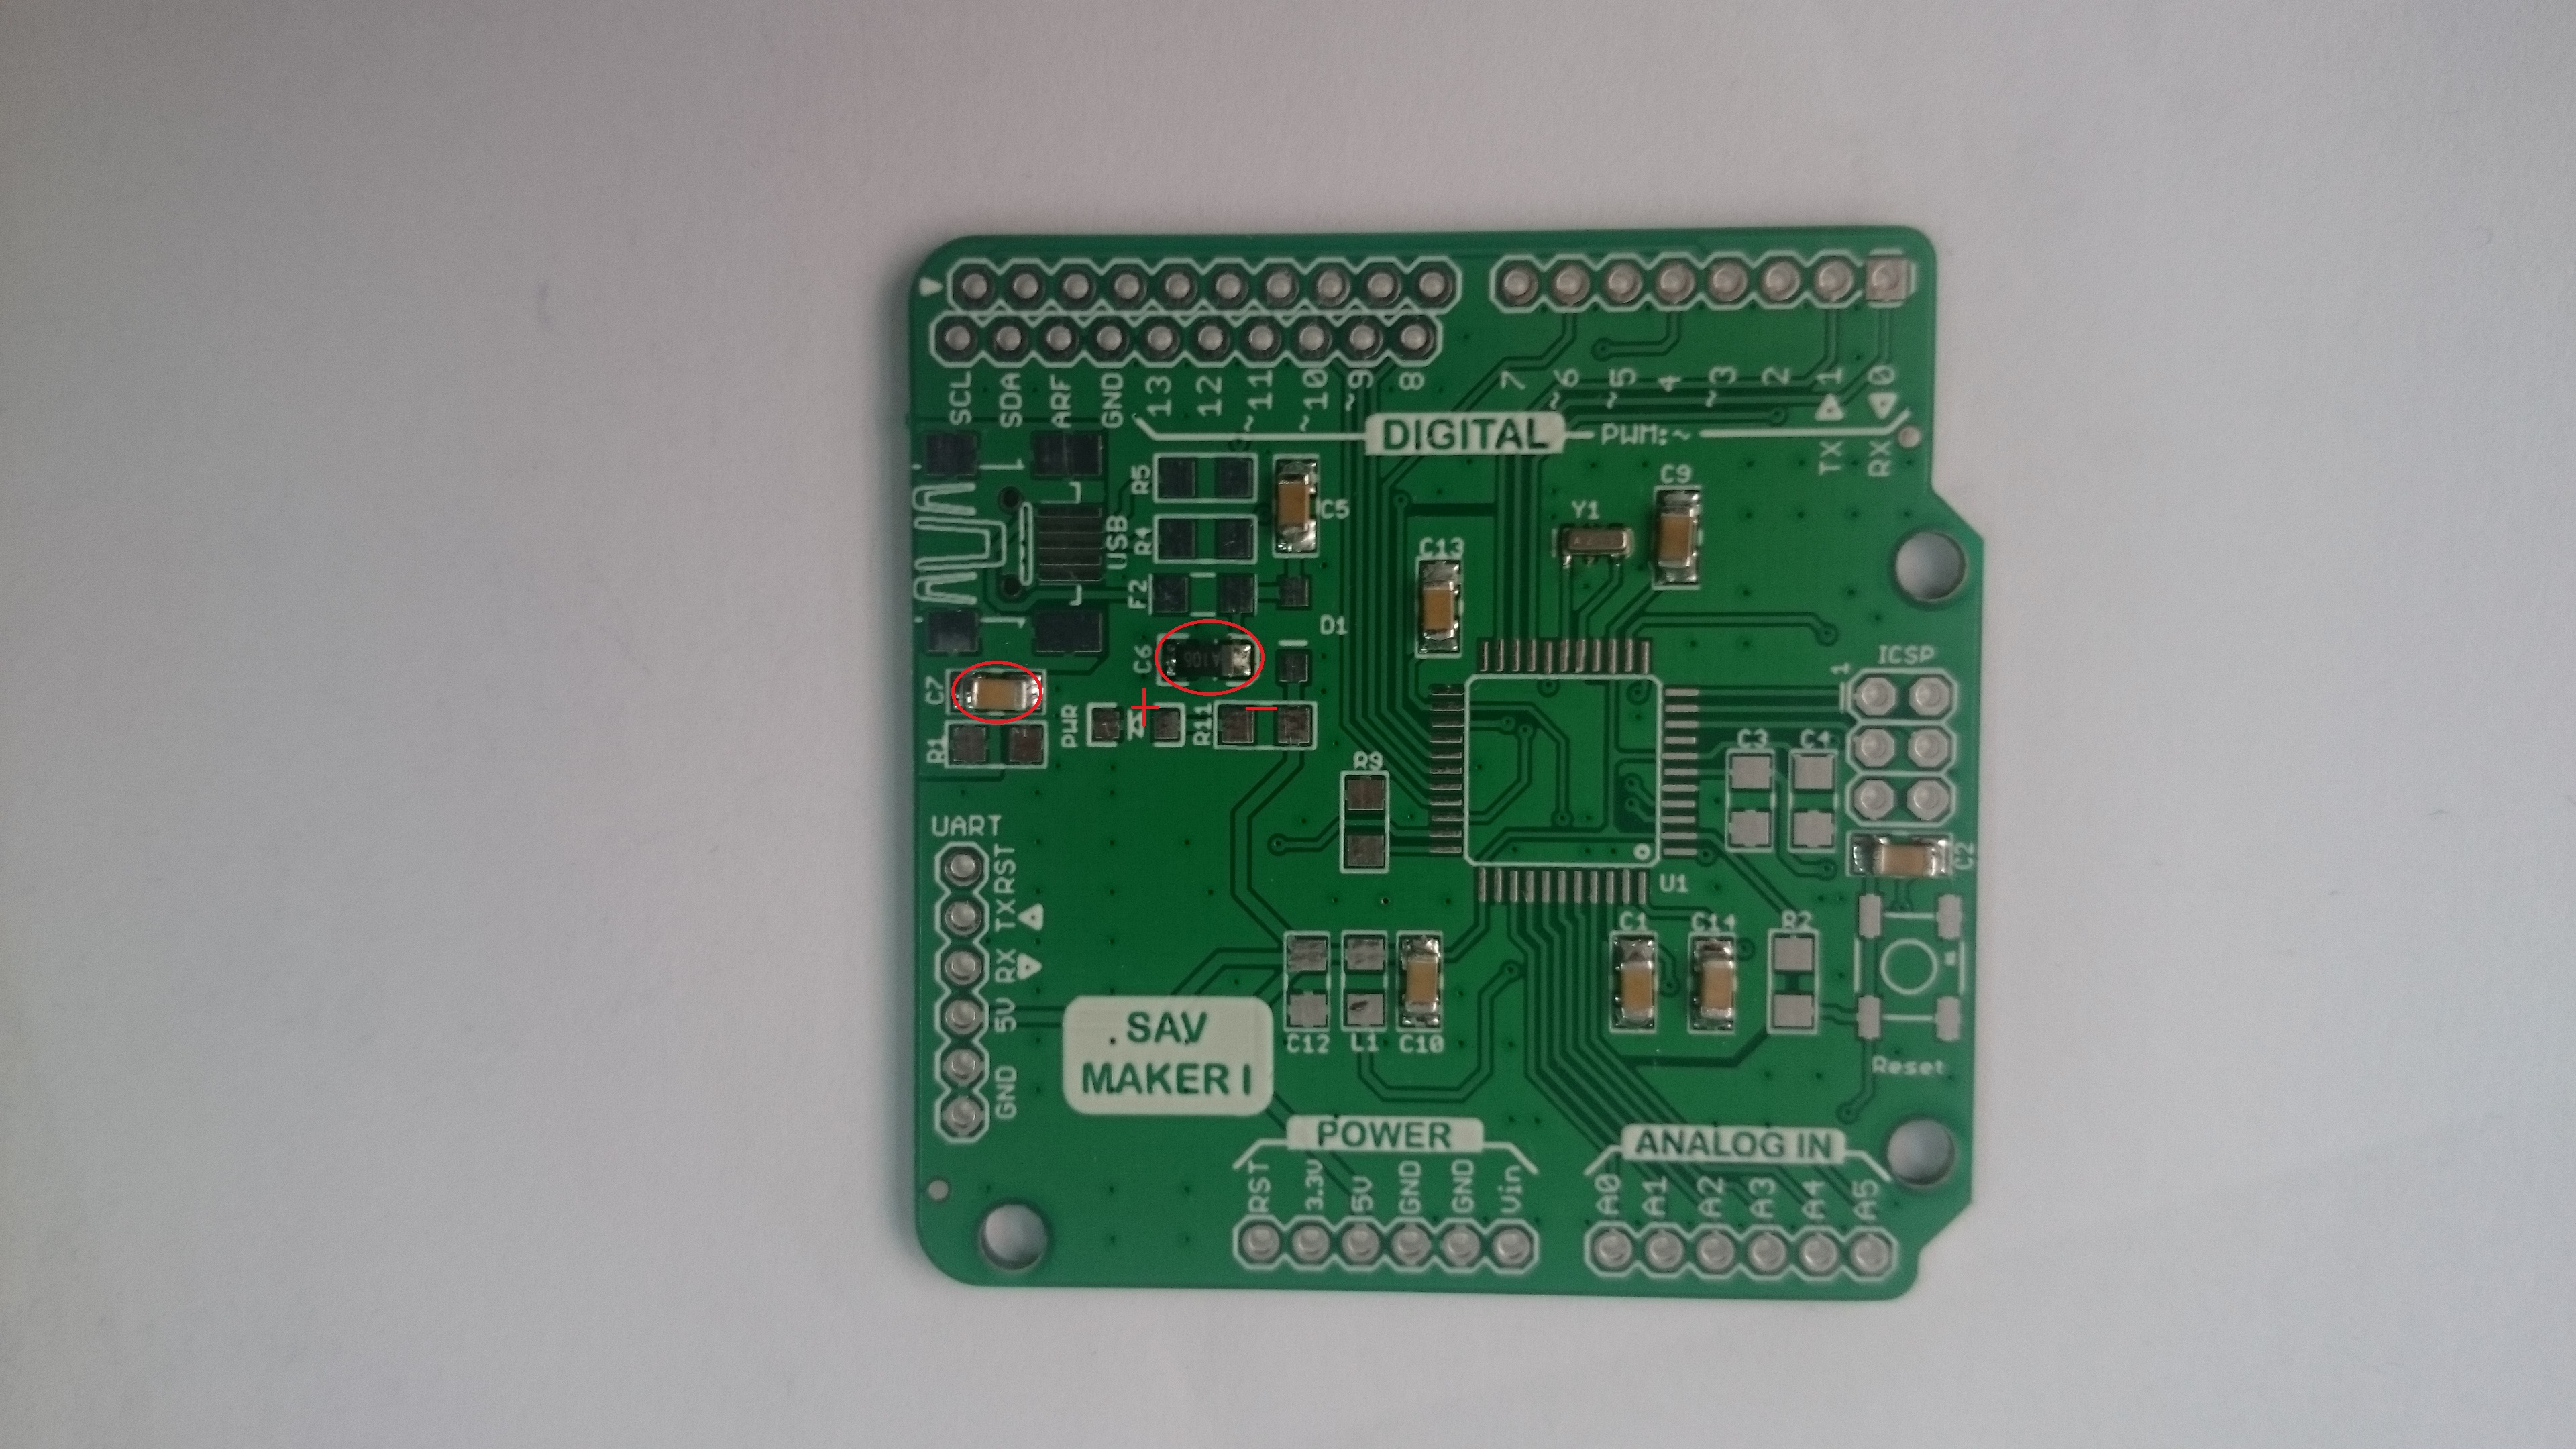 SCL
SDA
ARF
GND
13
12
~11
~10
~9
8
7
~6
~5
4
~3
2
1
0
DIGITAL
PWM:~
TX
RX
R5
C5
R4
USB
F2
C13
Y1
C9
D1
C6
A106
C7
+
-
PWR
R11
R1
ICSP
1
R9
C3
C4
C2
UART
RST
TX
RX
5V
GND
U1
C1
C14
R2
C12
L1
C10
Reset
SAV
MAKER I
POWER
RST
3.3V
5V
GND
GND
Vin
ANALOG IN
A0
A1
A2
A3
A4
A5